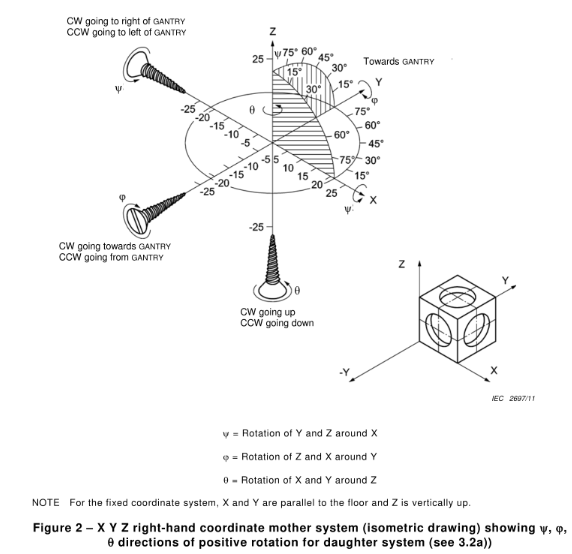 CW going to right of GANTRY
CCW going to left of GANTRY
Z
25
ψ 75° 60° 45° 30° 15°
15° 30° 60° 75°
Towards GANTRY
Y
φ
ψ
θ
75°
60°
45°
30°
15°
-25 -20 -15 -10 -5
-5 5 10 15 20 25
-10 -15 -20 -25
X
ψ
φ
-25
CW going towards GANTRY
CCW going from GANTRY
θ
CW going up
CCW going down
Z
Y
-Y
X
IEC 2697/11
ψ = Rotation of Y and Z around X
φ = Rotation of Z and X around Y
θ = Rotation of X and Y around Z
NOTE For the fixed coordinate system, X and Y are parallel to the floor and Z is vertically up.
Figure 2 – X Y Z right-hand coordinate mother system (isometric drawing) showing ψ, φ,
θ directions of positive rotation for daughter system (see 3.2a))